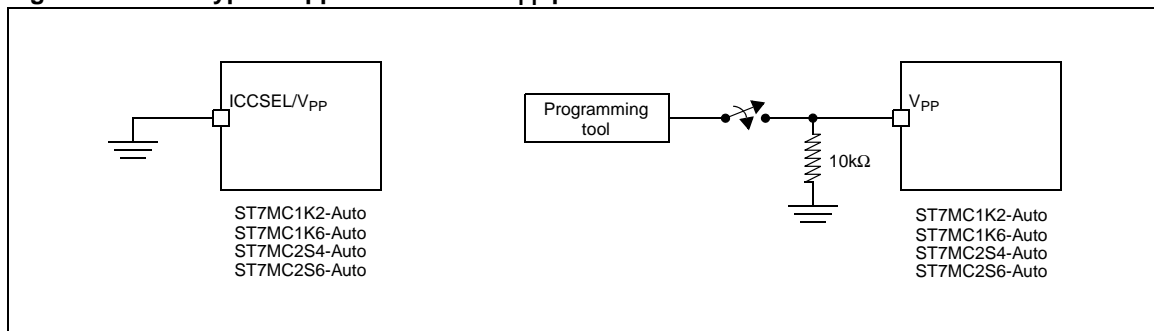 ICCSEL/VPP
ST7MC1K2-Auto
ST7MC1K6-Auto
ST7MC2S4-Auto
ST7MC2S6-Auto
Programming
tool
VPP
10kΩ
ST7MC1K2-Auto
ST7MC1K6-Auto
ST7MC2S4-Auto
ST7MC2S6-Auto